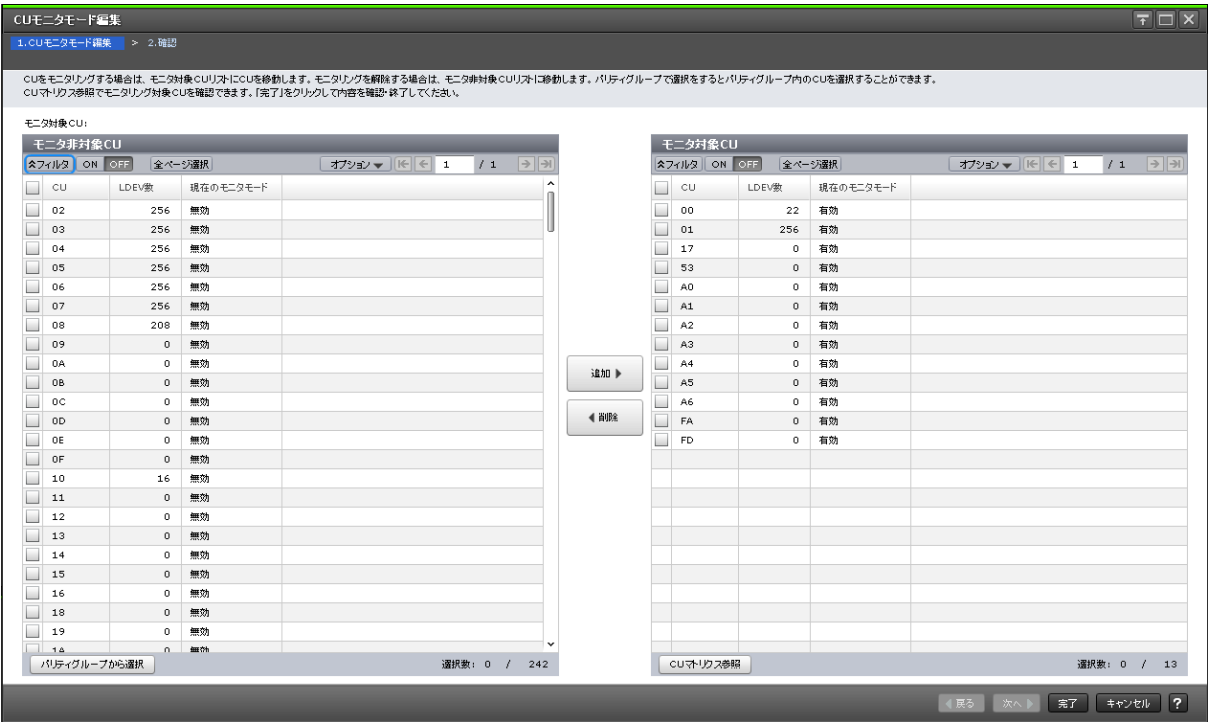 CUモニタモード編集
1.CUモニタモード編集 > 2.確認
CUをモニタリングする場合は、モニタ対象CUリストにCUを移動します。モニタリングを解除する場合は、モニタ非対象CUリストに移動します。パリティグループで選択をするとパリティグループ内のCUを選択することができます。
CUマトリクス参照でモニタリング対象CUを確認できます。「完了」をクリックして内容を確認・終了してください。
モニタ対象CU:
モニタ非対象CU
フィルタ ON OFF 全ページ選択 オプション 1 / 1
CU LDEV数 現在のモニタモード
02 256 無効
03 256 無効
04 256 無効
05 256 無効
06 256 無効
07 256 無効
08 208 無効
09 0 無効
0A 0 無効
0B 0 無効
0C 0 無効
0D 0 無効
0E 0 無効
0F 0 無効
10 16 無効
11 0 無効
12 0 無効
13 0 無効
14 0 無効
15 0 無効
16 0 無効
18 0 無効
19 0 無効
1A 0 無効
パリティグループから選択 選択数: 0 / 242
追加
削除
モニタ対象CU
フィルタ ON OFF 全ページ選択 オプション 1 / 1
CU LDEV数 現在のモニタモード
00 22 有効
01 256 有効
17 0 有効
53 0 有効
A0 0 有効
A1 0 有効
A2 0 有効
A3 0 有効
A4 0 有効
A5 0 有効
A6 0 有効
FA 0 有効
FD 0 有効
CUマトリクス参照 選択数: 0 / 13
戻る 次へ 完了 キャンセル ?